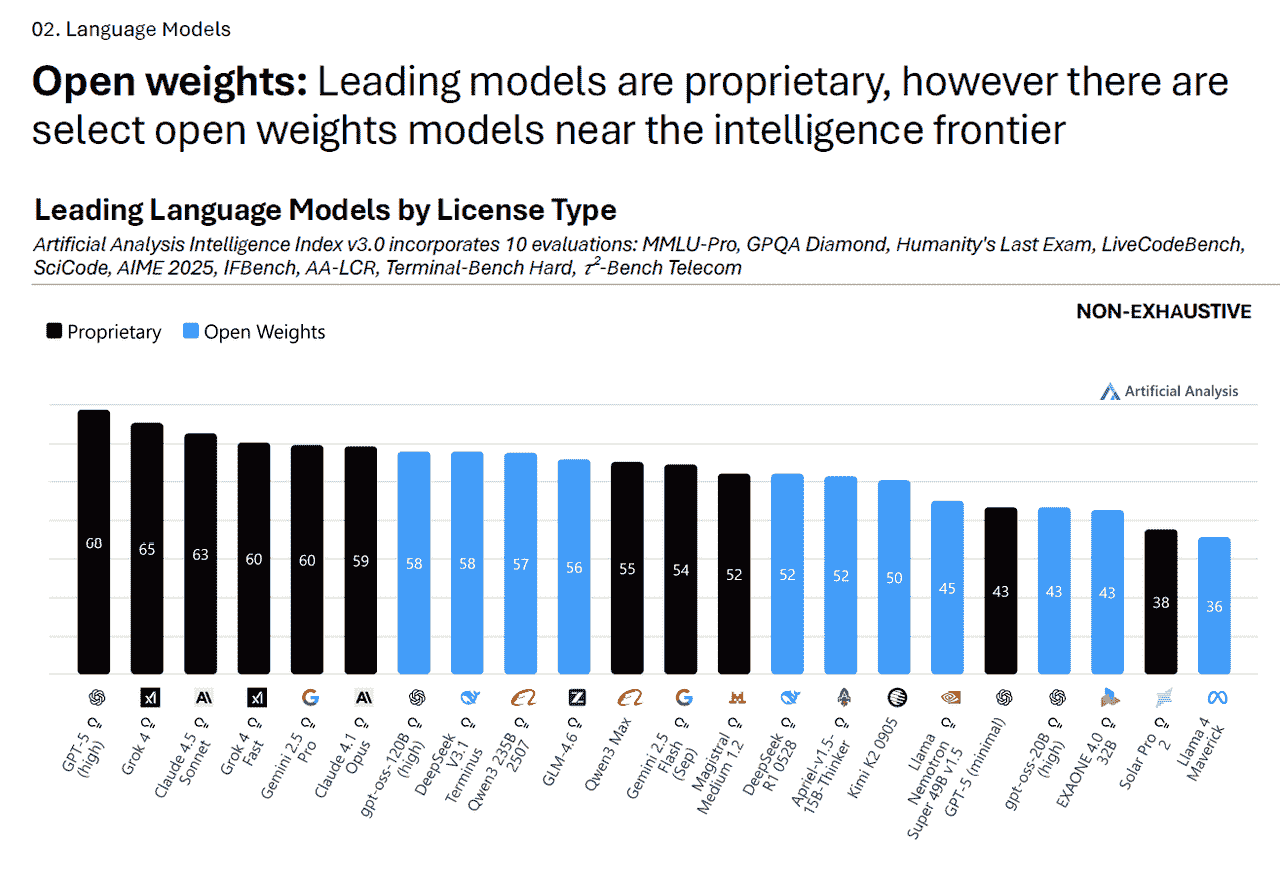 02. Language Models
Open weights: Leading models are proprietary, however there are
select open weights models near the intelligence frontier
Leading Language Models by License Type
Artificial Analysis Intelligence Index v3.0 incorporates 10 evaluations: MMLU-Pro, GPQA Diamond, Humanity's Last Exam, LiveCodeBench,
SciCode, AIME 2025, IFBench, AA-LCR, Terminal-Bench Hard, 𝜏²-Bench Telecom
NON-EXHAUSTIVE
Proprietary
Open Weights
Artificial Analysis
68
65
63
60
60
59
58
58
57
56
55
54
52
52
52
50
45
43
43
43
38
36
GPT-5
(high)
Grok 4
Claude 4.5
Sonnet
Grok 4
Fast
Gemini 2.5
Pro
Claude 4.1
Opus
gpt-oss-120B
(high)
DeepSeek
V3.1
Terminus
Qwen3 235B
2507
GLM-4.6
Qwen3 Max
Gemini 2.5
Flash
(Sep)
Magistral
Medium 1.2
DeepSeek
R1 0528
Apriel-v1.5-
15B-Thinker
Kimi K2 0905
Llama
Nemotron
Super 49B v1.5
GPT-5 (minimal)
gpt-oss-20B
(high)
EXAONE 4.0
32B
Solar Pro
2
Llama 4
Maverick